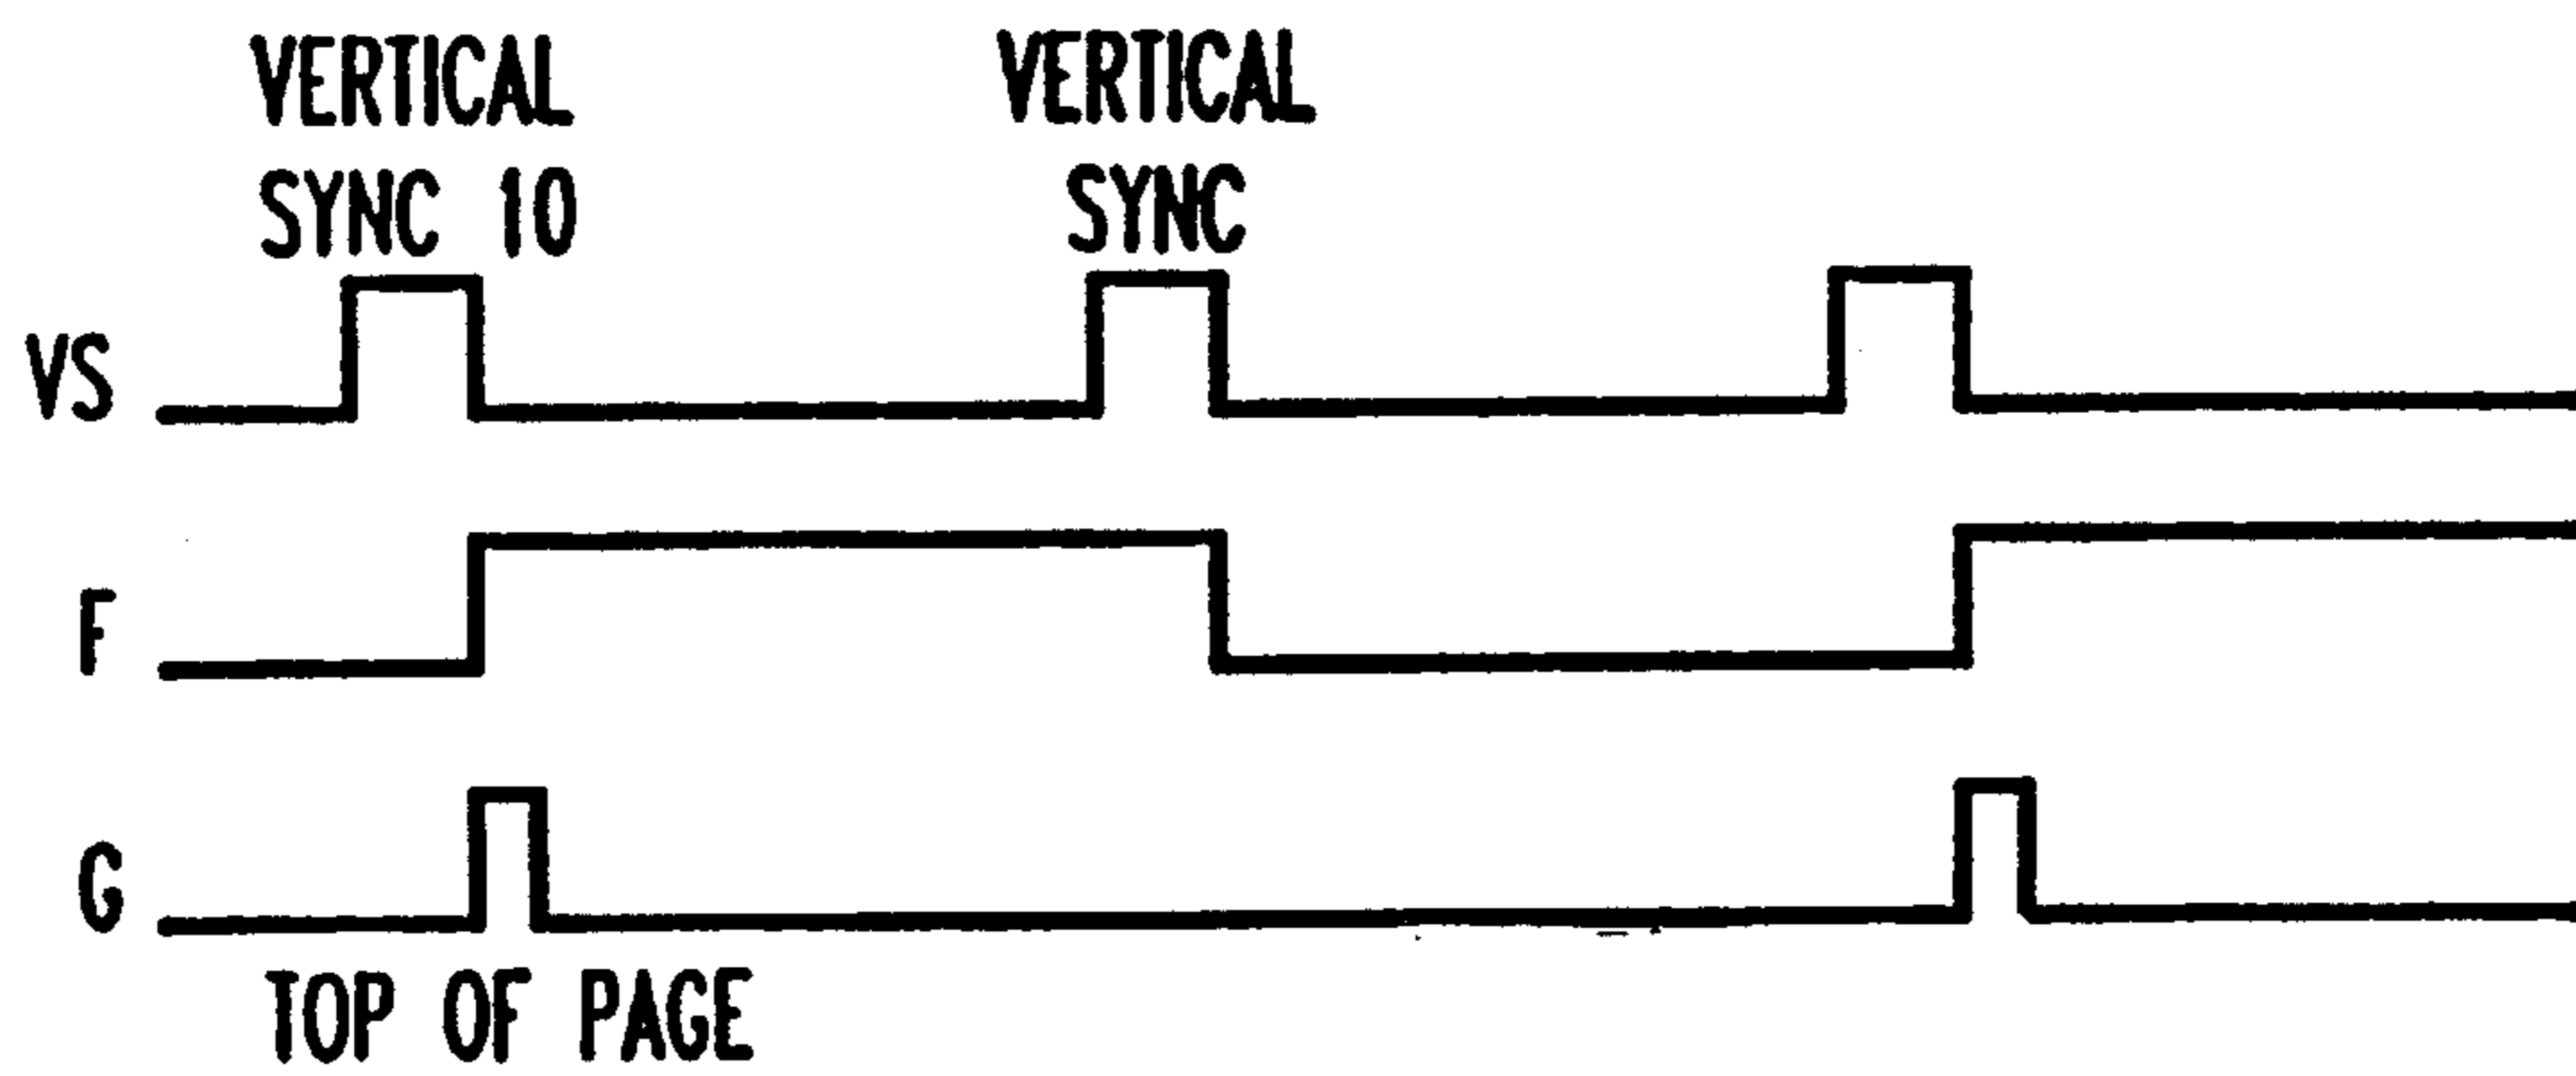 VERTICAL
SYNC 10
VERTICAL
SYNC
VS
F
G
TOP OF PAGE